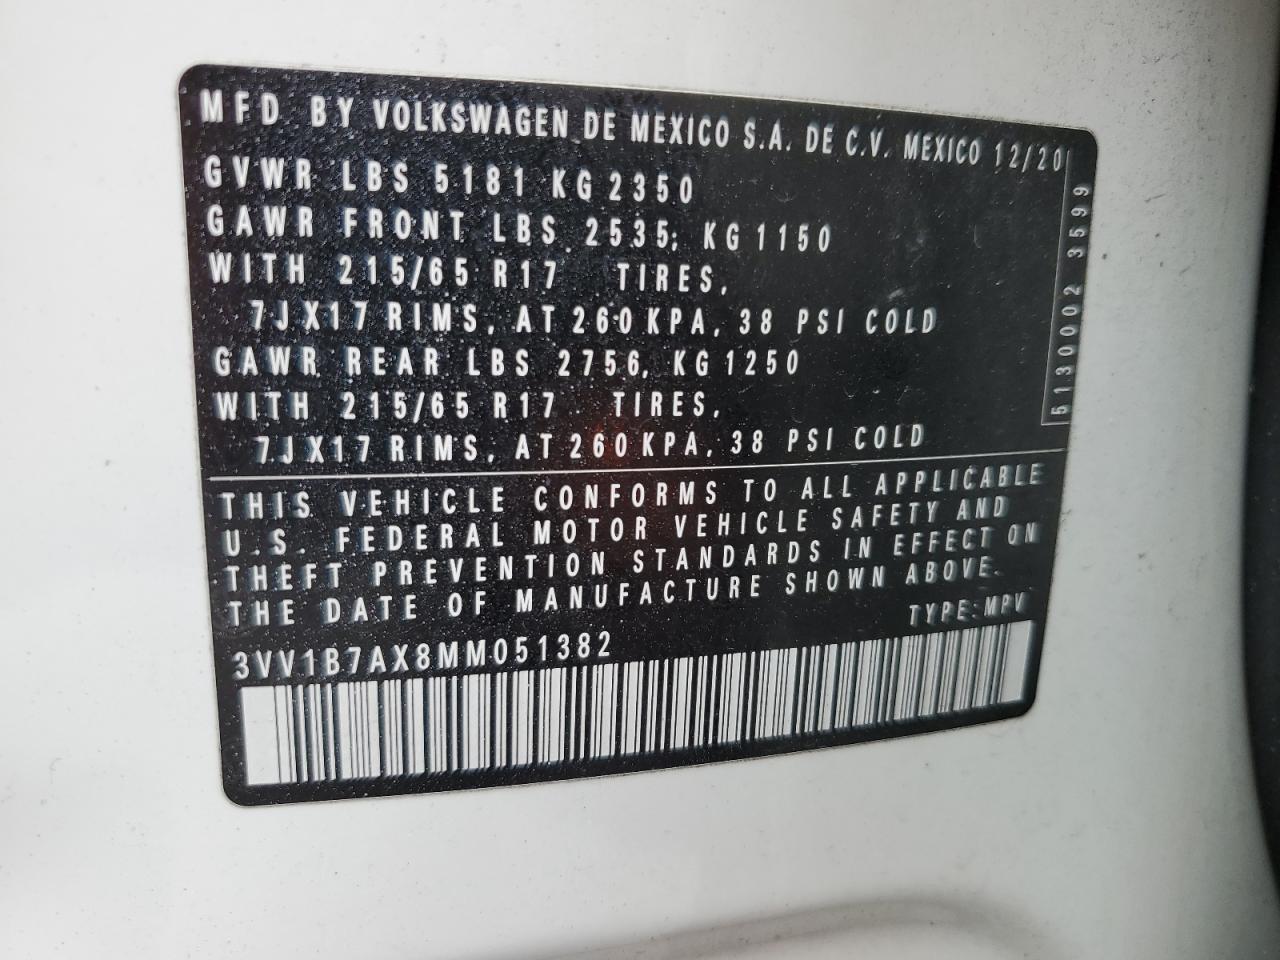 MFD BY VOLKSWAGEN DE MEXICO S.A. DE C.V. MEXICO 12/20
GVWR LBS 5181 KG 2350
GAWR FRONT LBS 2535; KG 1150
WITH 215/65 R17 TIRES,
7JX17 RIMS, AT 260 KPA, 38 PSI COLD
GAWR REAR LBS 2756, KG 1250
WITH 215/65 R17 TIRES,
7JX17 RIMS, AT 260 KPA, 38 PSI COLD
5130002 3599
THIS VEHICLE CONFORMS TO ALL APPLICABLE
U.S. FEDERAL MOTOR VEHICLE SAFETY AND
THEFT PREVENTION STANDARDS IN EFFECT ON
THE DATE OF MANUFACTURE SHOWN ABOVE.
TYPE: MPV
3VV1B7AX8MM051382